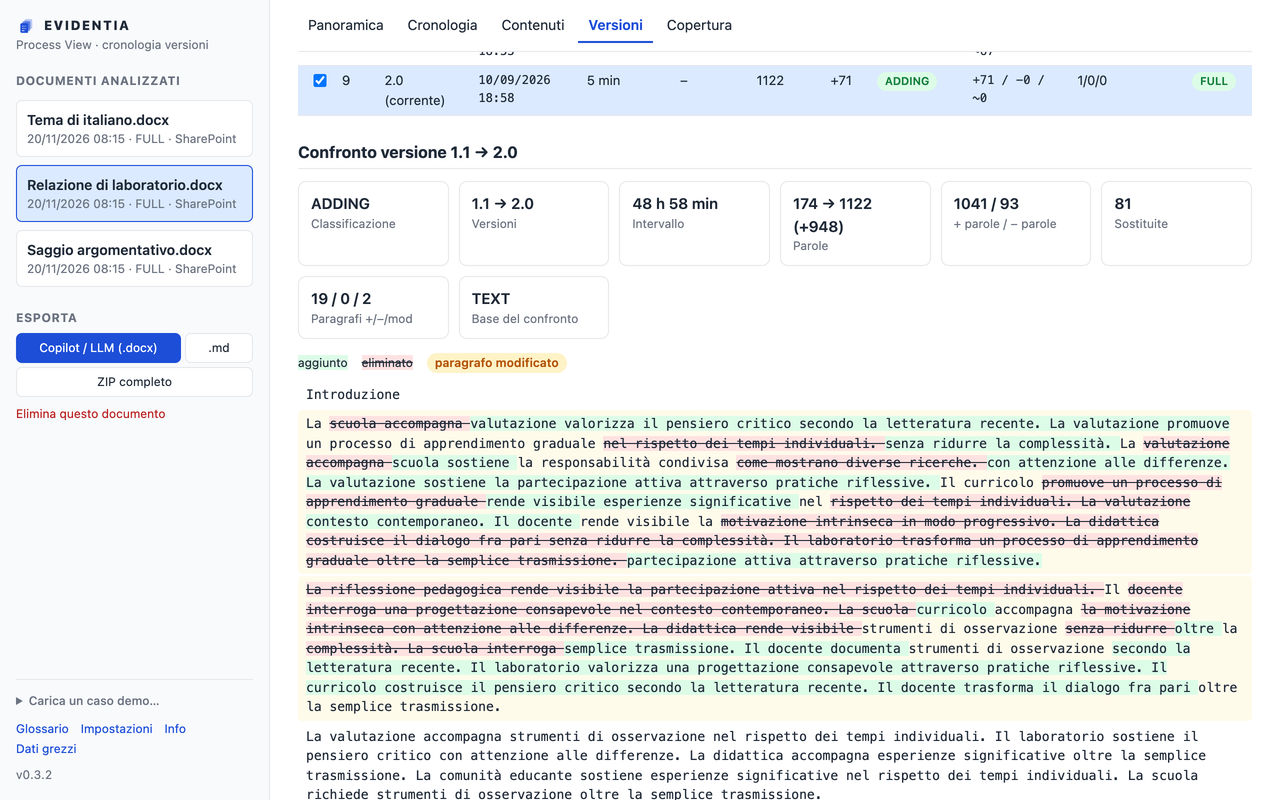 EVIDENTIA
Process View · cronologia versioni
DOCUMENTI ANALIZZATI
Tema di italiano.docx
20/11/2026 08:15 · FULL · SharePoint
Relazione di laboratorio.docx
20/11/2026 08:15 · FULL · SharePoint
Saggio argomentativo.docx
20/11/2026 08:15 · FULL · SharePoint
ESPORTA
Copilot / LLM (.docx)
.md
ZIP completo
Elimina questo documento
Carica un caso demo...
Glossario Impostazioni Info
Dati grezzi
v0.3.2
Panoramica Cronologia Contenuti Versioni Copertura
9 2.0 10/09/2026 5 min – 1122 +71 ADDING +71 / −0 / 1/0/0 FULL
(corrente) 18:58 ~0
Confronto versione 1.1 → 2.0
ADDING
Classificazione
1.1 → 2.0
Versioni
48 h 58 min
Intervallo
174 → 1122
(+948)
Parole
1041 / 93
+ parole / − parole
81
Sostituite
19 / 0 / 2
Paragrafi +/−/mod
TEXT
Base del confronto
aggiunto eliminato paragrafo modificato
Introduzione
La scuola accompagna valutazione valorizza il pensiero critico secondo la letteratura recente. La valutazione promuove
un processo di apprendimento graduale nel rispetto dei tempi individuali. senza ridurre la complessità. La valutazione
accompagna scuola sostiene la responsabilità condivisa come mostrano diverse ricerche. con attenzione alle differenze.
La valutazione sostiene la partecipazione attiva attraverso pratiche riflessive. Il curricolo promuove un processo di
apprendimento graduale rende visibile esperienze significative nel rispetto dei tempi individuali. La valutazione
contesto contemporaneo. Il docente rende visibile la motivazione intrinseca in modo progressivo. La didattica
costruisce il dialogo fra pari senza ridurre la complessità. Il laboratorio trasforma un processo di apprendimento
graduale oltre la semplice trasmissione. partecipazione attiva attraverso pratiche riflessive.
La riflessione pedagogica rende visibile la partecipazione attiva nel rispetto dei tempi individuali. Il docente
interroga una progettazione consapevole nel contesto contemporaneo. La scuola curricolo accompagna la motivazione
intrinseca con attenzione alle differenze. La didattica rende visibile strumenti di osservazione senza ridurre oltre la
complessità. La scuola interroga semplice trasmissione. Il docente documenta strumenti di osservazione secondo la
letteratura recente. Il laboratorio valorizza una progettazione consapevole attraverso pratiche riflessive. Il
curricolo costruisce il pensiero critico secondo la letteratura recente. Il docente trasforma il dialogo fra pari oltre
la semplice trasmissione.
La valutazione accompagna strumenti di osservazione nel rispetto dei tempi individuali. Il laboratorio sostiene il
pensiero critico con attenzione alle differenze. La didattica accompagna esperienze significative oltre la semplice
trasmissione. La comunità educante sostiene esperienze significative nel rispetto dei tempi individuali. La scuola
richiede strumenti di osservazione oltre la semplice trasmissione.